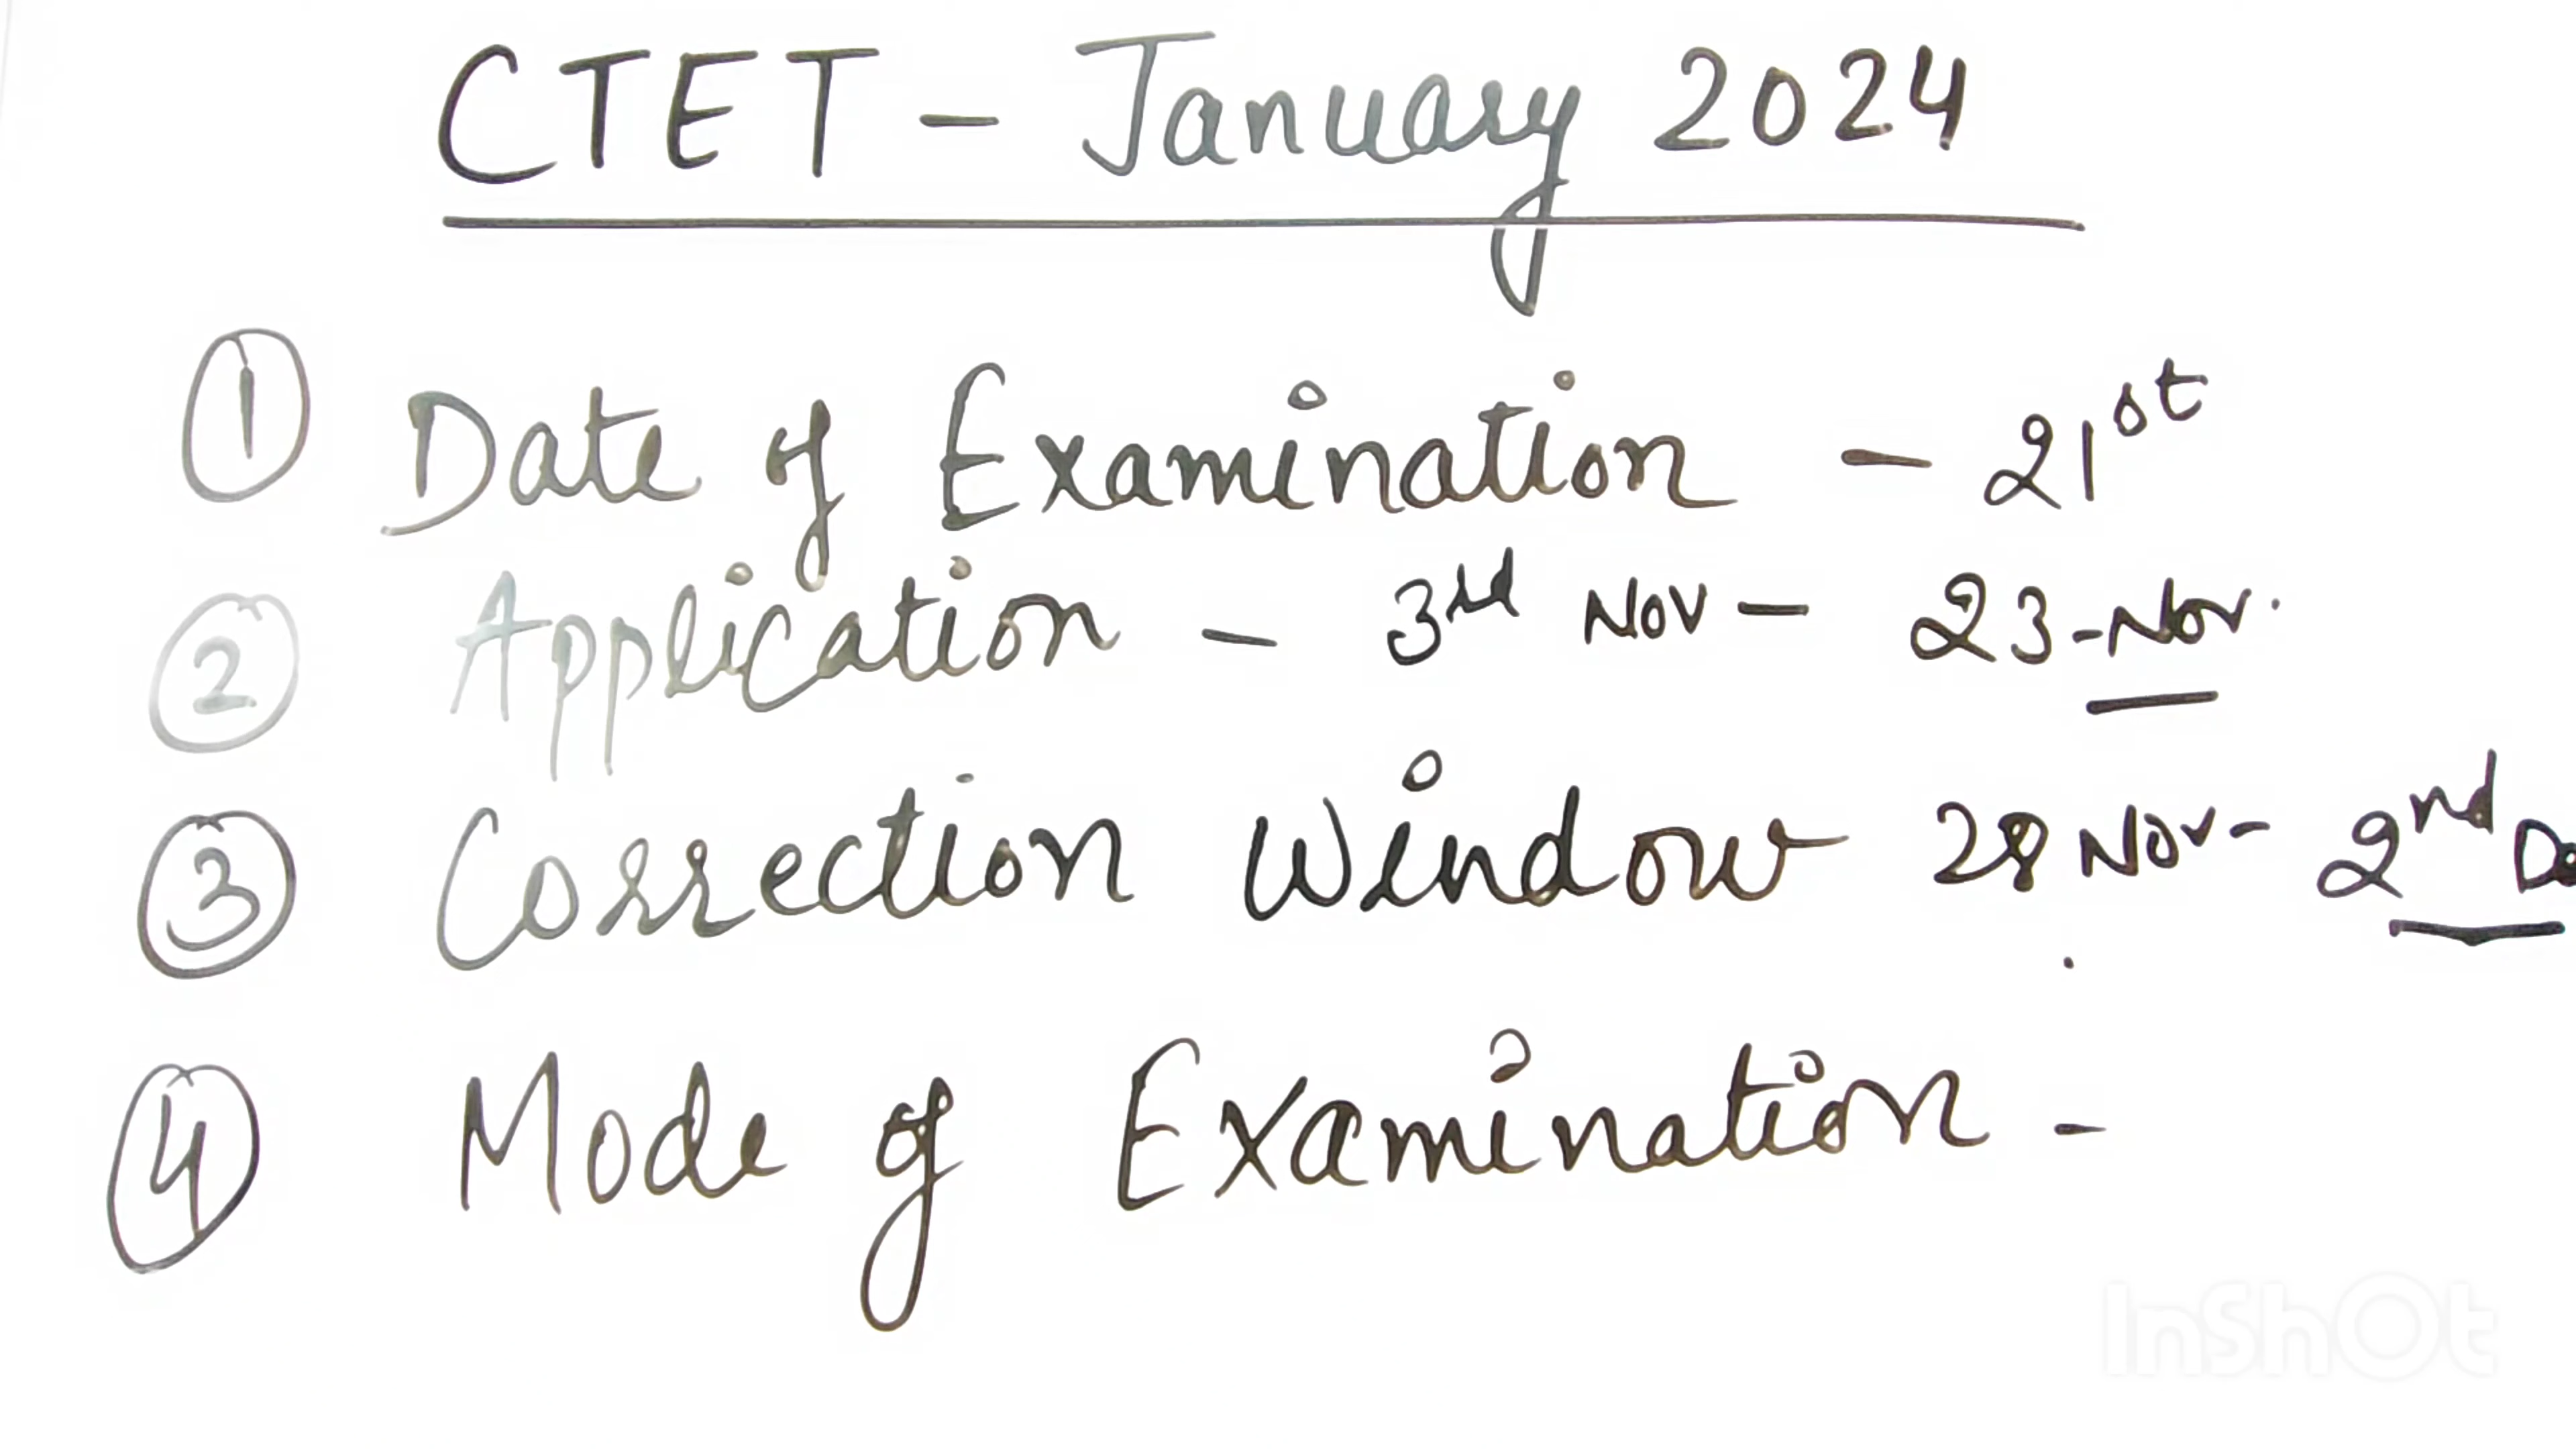 CTET - January 2024
① Date of Examination - 21st
② Application - 3rd Nov - 23-Nov.
③ Correction Window 28 Nov- 2nd
④ Mode of Examination -
InShOt